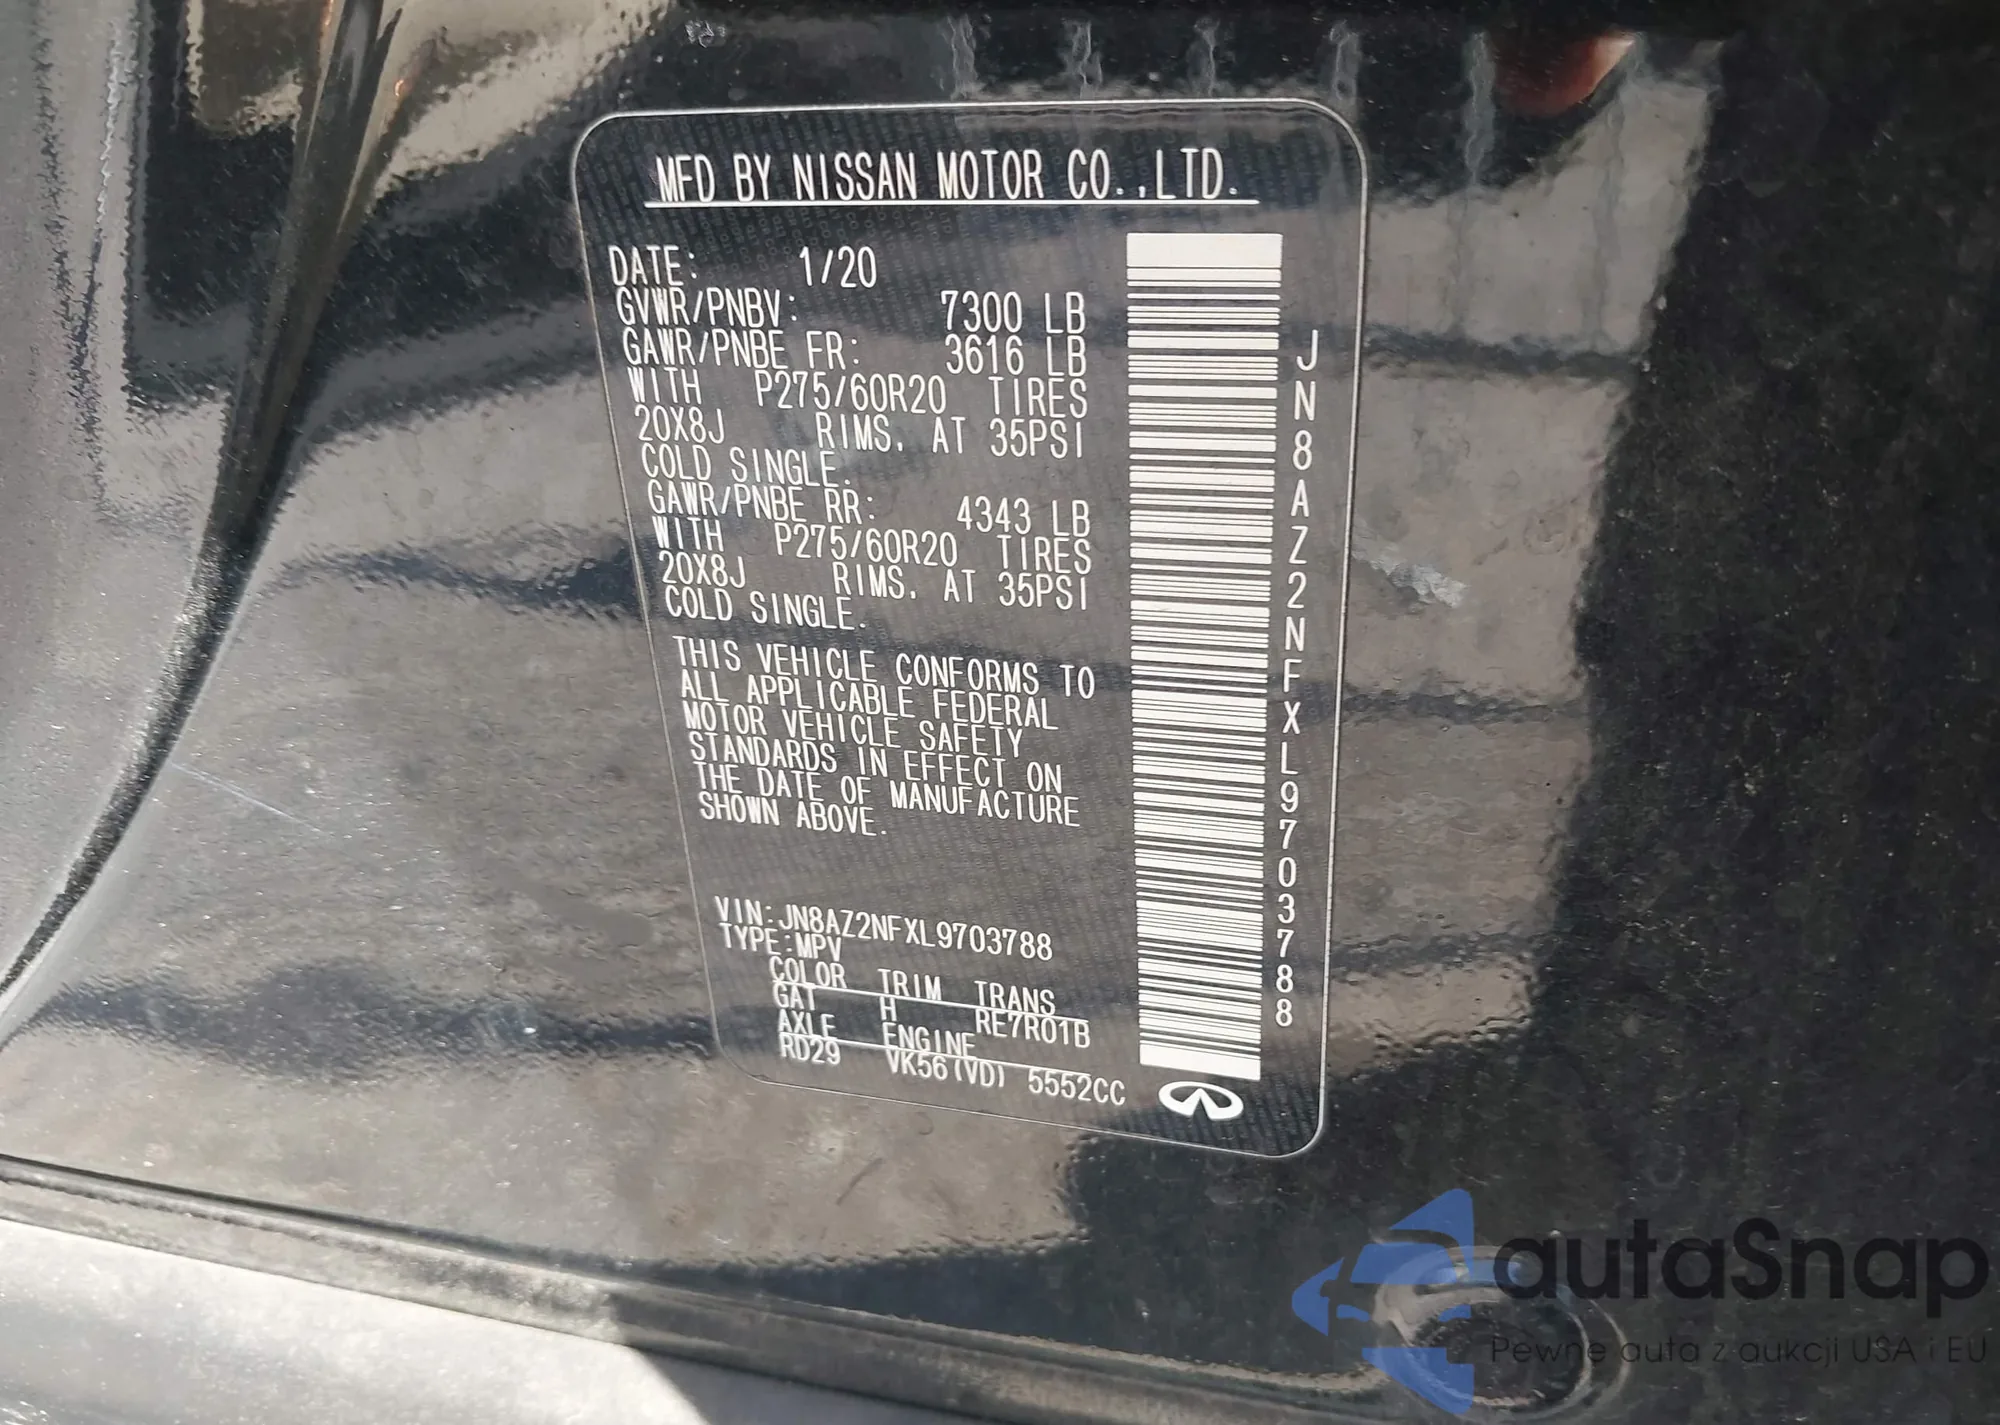 MFD BY NISSAN MOTOR CO.,LTD.
DATE: 1/20
GVWR/PNBV: 7300 LB
GAWR/PNBE FR: 3616 LB
WITH P275/60R20 TIRES
20X8J RIMS. AT 35PSI
COLD SINGLE.
GAWR/PNBE RR: 4343 LB
WITH P275/60R20 TIRES
20X8J RIMS. AT 35PSI
COLD SINGLE.
THIS VEHICLE CONFORMS TO
ALL APPLICABLE FEDERAL
MOTOR VEHICLE SAFETY
STANDARDS IN EFFECT ON
THE DATE OF MANUFACTURE
SHOWN ABOVE.
VIN:JN8AZ2NFXL9703788
TYPE:MPV
COLOR TRIM TRANS
GAT H RE7R01B
AXLE ENGINE
RD29 VK56(VD) 5552CC
JN8AZ2NFXL9703788
autaSnap
Pewne auta z aukcji USA i EU